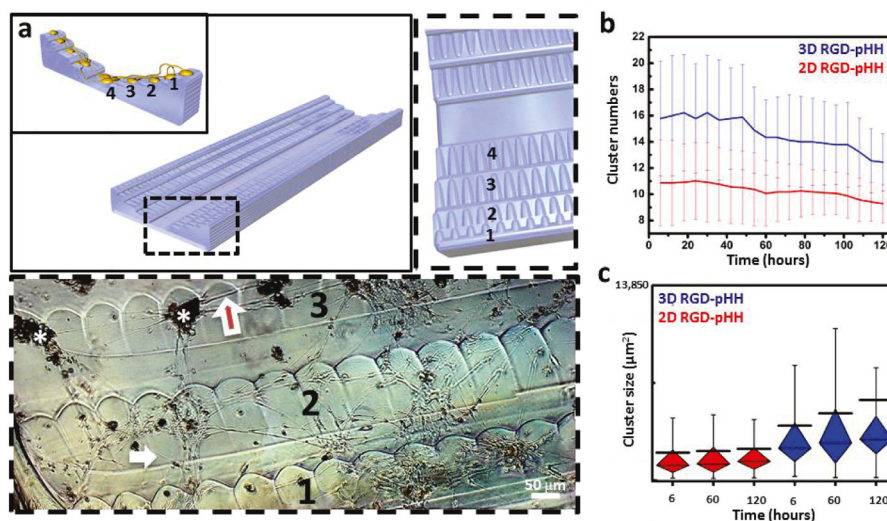 a
4 3 2 1
4
3
2
1
* *
3
2
1
50 μm
b
3D RGD-pHH
2D RGD-pHH
Cluster numbers
22
20
18
16
14
12
10
8
0 20 40 60 80 100 120
Time (hours)
c
13,850
3D RGD-pHH
2D RGD-pHH
Cluster size (μm²)
6 60 120 6 60 120
Time (hours)